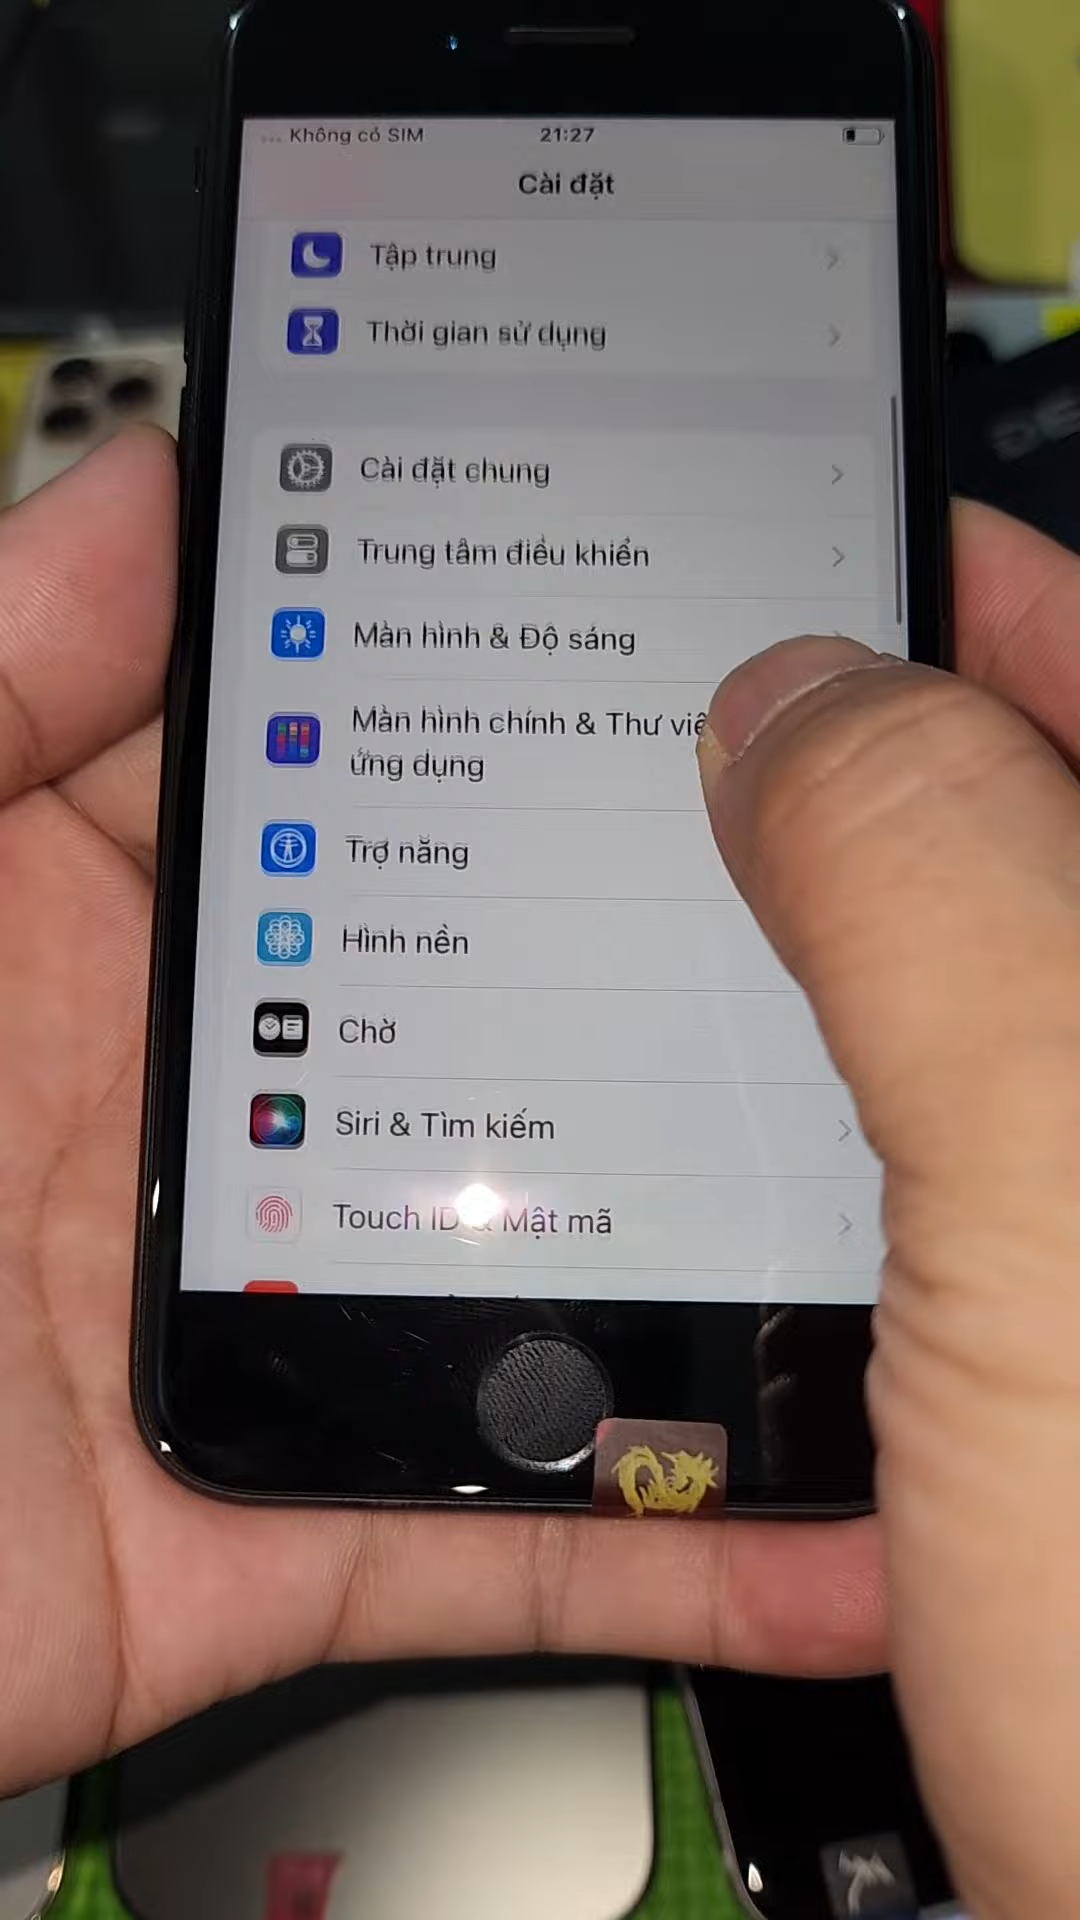 Không có SIM 21:27
Cài đặt
Tập trung
Thời gian sử dụng
Cài đặt chung
Trung tâm điều khiển
Màn hình & Độ sáng
Màn hình chính & Thư viê
ứng dụng
Trợ năng
Hình nền
Chờ
Siri & Tìm kiếm
Touch ID & Mật mã